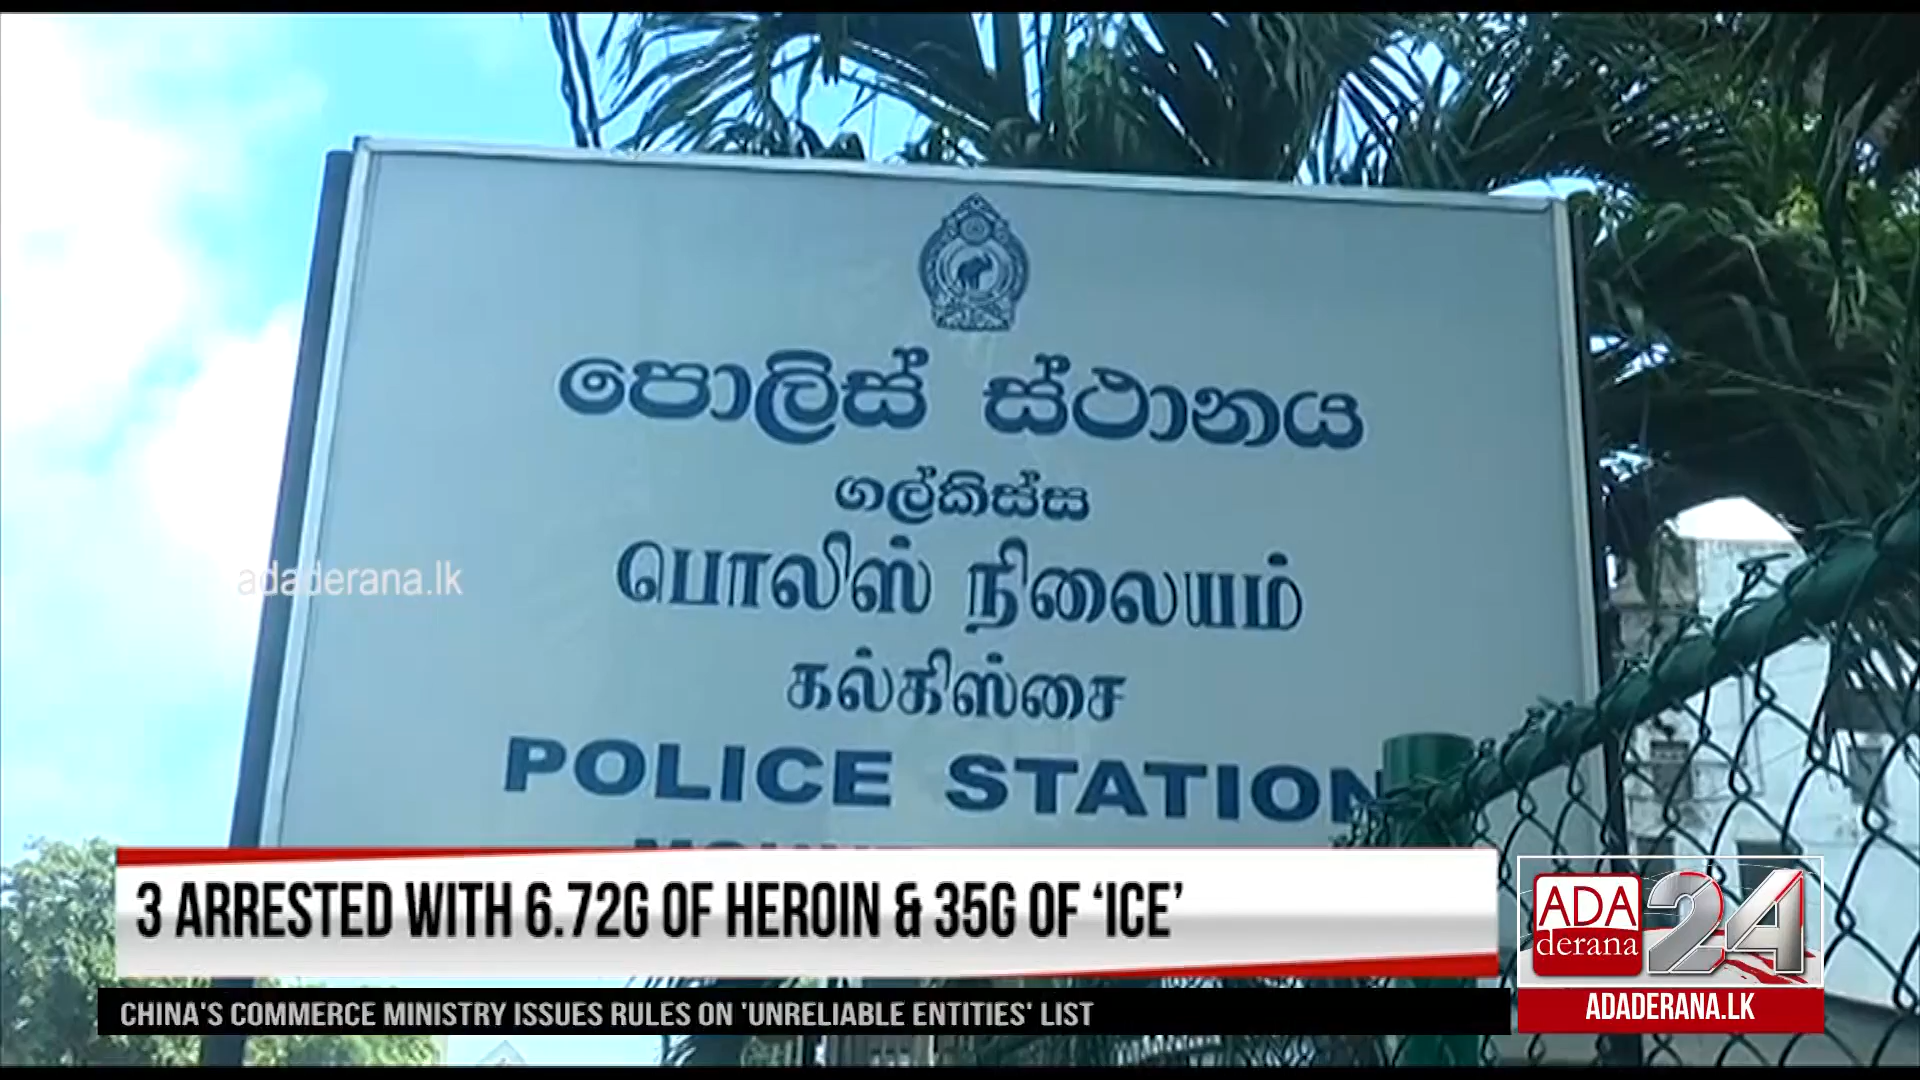 පොලිස් ස්ථානය
ගල්කිස්ස
பொலிஸ் நிலையம்
கல்கிஸ்சை
POLICE STATION
adaderana.lk
3 ARRESTED WITH 6.72G OF HEROIN & 35G OF ‘ICE’
CHINA'S COMMERCE MINISTRY ISSUES RULES ON 'UNRELIABLE ENTITIES' LIST
ADA
derana
24
ADADERANA.LK